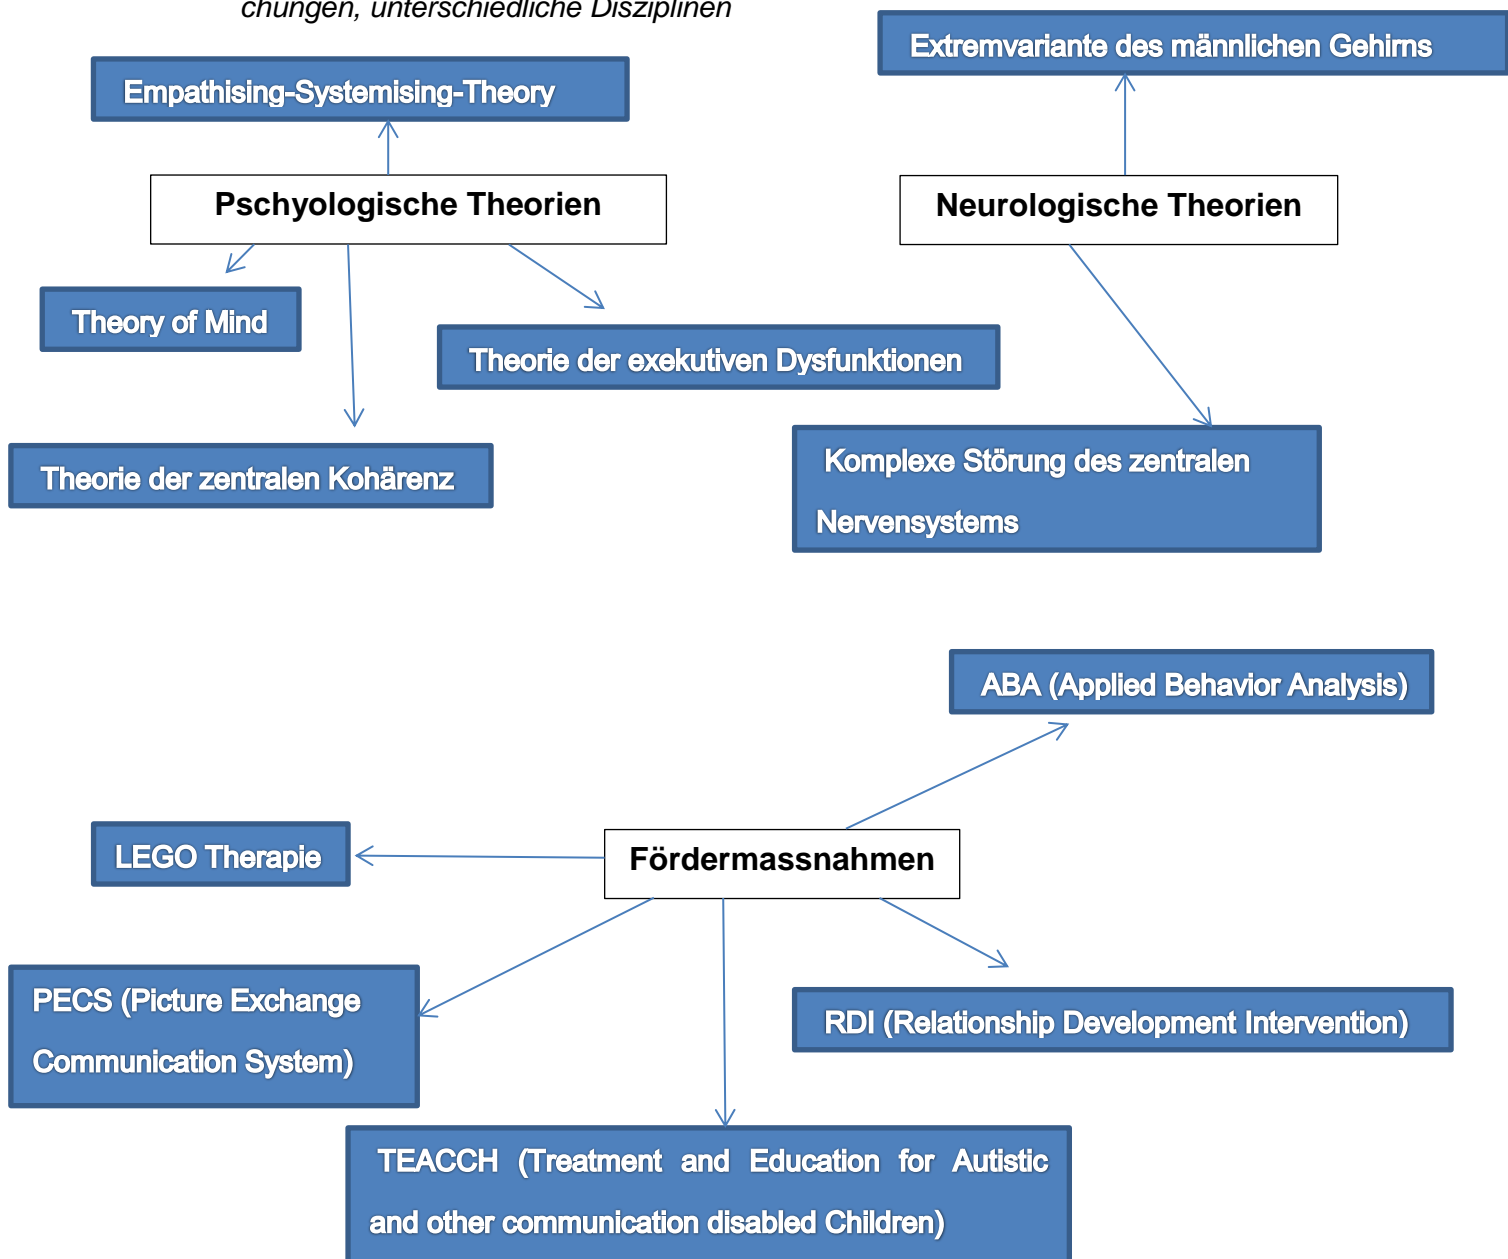 chungen, unterschiedliche Disziplinen
Extremvariante des männlichen Gehirns
Empathising-Systemising-Theory
Pschyologische Theorien
Neurologische Theorien
Theory of Mind
Theorie der exekutiven Dysfunktionen
Theorie der zentralen Kohärenz
Komplexe Störung des zentralen
Nervensystems
ABA (Applied Behavior Analysis)
LEGO Therapie
Fördermassnahmen
PECS (Picture Exchange
Communication System)
RDI (Relationship Development Intervention)
TEACCH (Treatment and Education for Autistic
and other communication disabled Children)